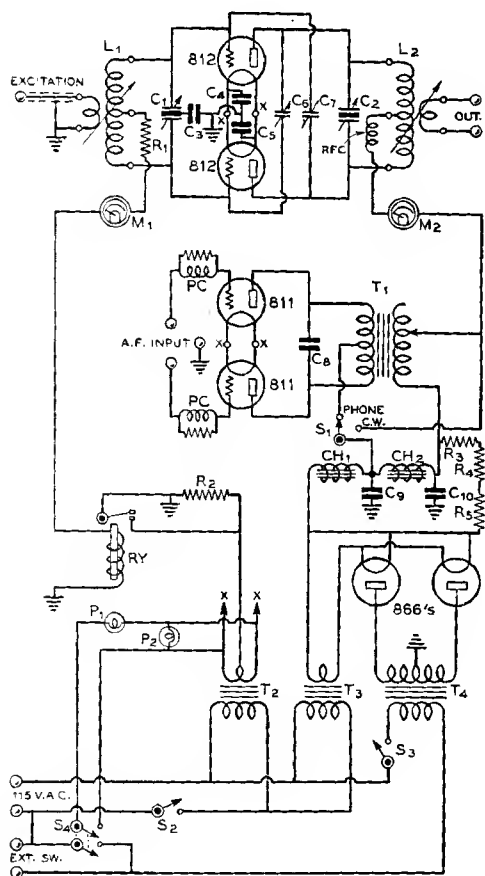 L1
L2
812
EXCITATION
C4
C1
C6
C7
C2
OUT.
C3
X
X
C5
R1
RFC
812
M1
M2
PC
T1
811
A.F. INPUT
X
X
C8
811
PC
PHONE
C.W.
S1
R3
CH1
CH2
R4
R2
C9
C10
R5
RY
X
X
866's
P1
P2
T2
T3
T4
S3
115 V.A.C.
S2
S4
EXT. SW.